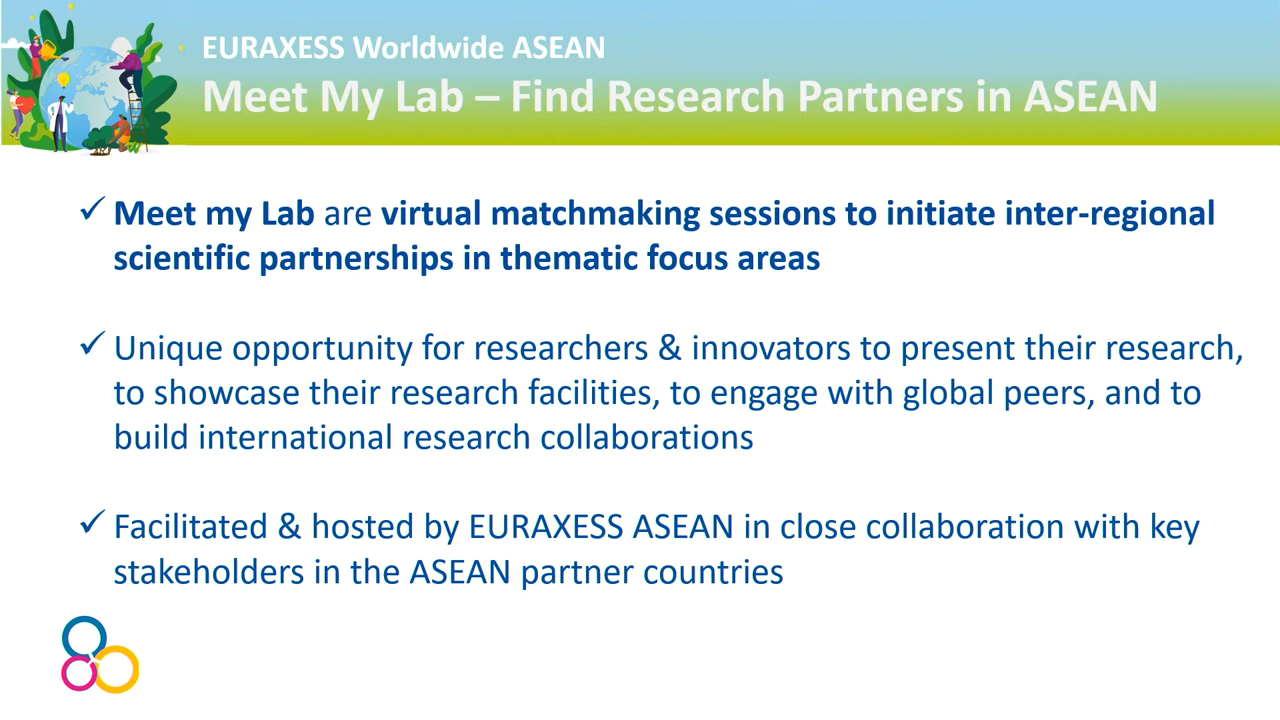 EURAXESS Worldwide ASEAN
Meet My Lab – Find Research Partners in ASEAN
✓ Meet my Lab are virtual matchmaking sessions to initiate inter-regional
scientific partnerships in thematic focus areas
✓ Unique opportunity for researchers & innovators to present their research,
to showcase their research facilities, to engage with global peers, and to
build international research collaborations
✓ Facilitated & hosted by EURAXESS ASEAN in close collaboration with key
stakeholders in the ASEAN partner countries